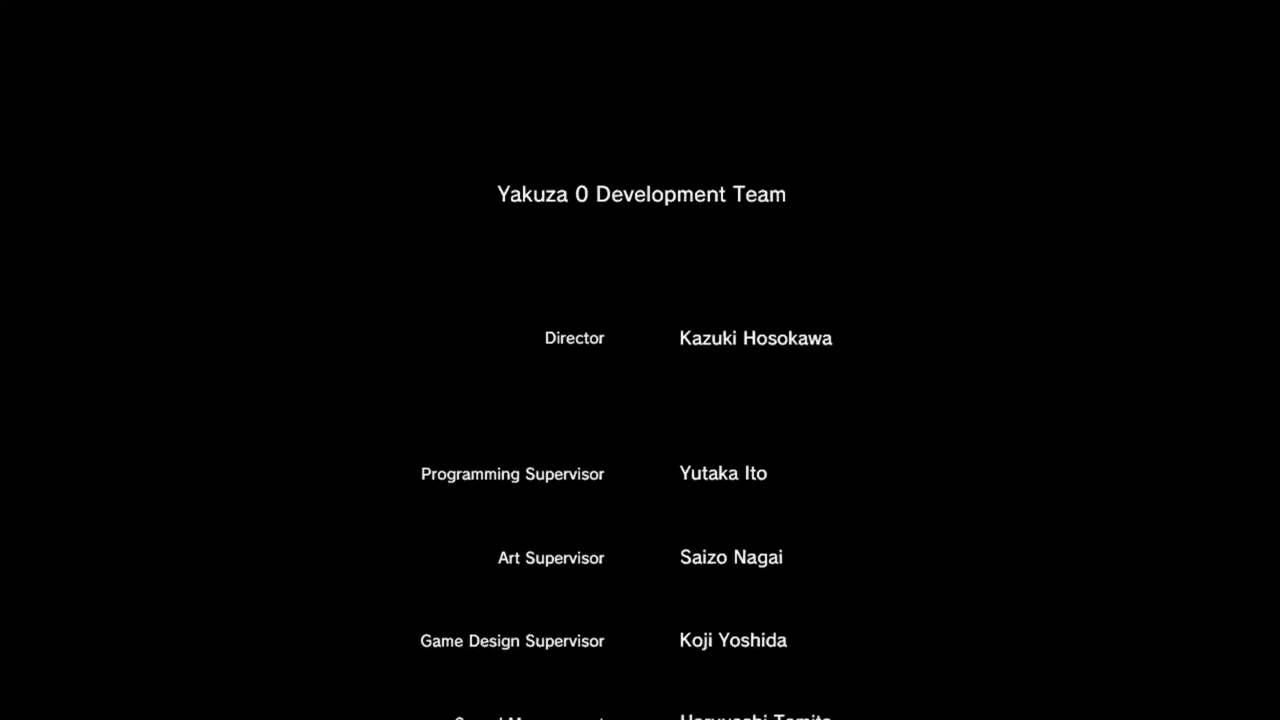 Yakuza 0 Development Team
Director Kazuki Hosokawa
Programming Supervisor Yutaka Ito
Art Supervisor Saizo Nagai
Game Design Supervisor Koji Yoshida